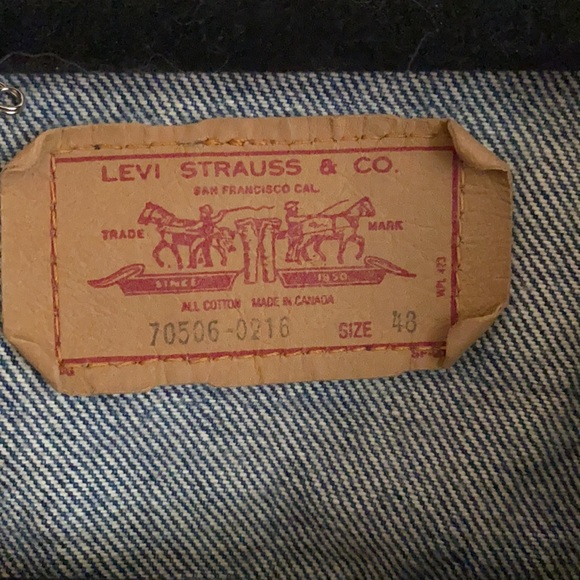 LEVI STRAUSS & CO.
SAN FRANCISCO CAL.
TRADE MARK
SINCE 1850
ALL COTTON MADE IN CANADA
WPL 423
70506-0216 SIZE 48